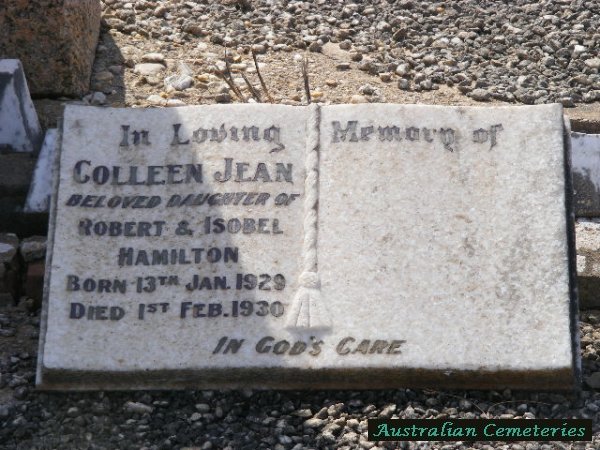 In Loving Memory of
COLLEEN JEAN
BELOVED DAUGHTER OF
ROBERT & ISOBEL
HAMILTON
BORN 13TH JAN. 1929
DIED 1ST FEB. 1930
IN GOD'S CARE
Australian Cemeteries